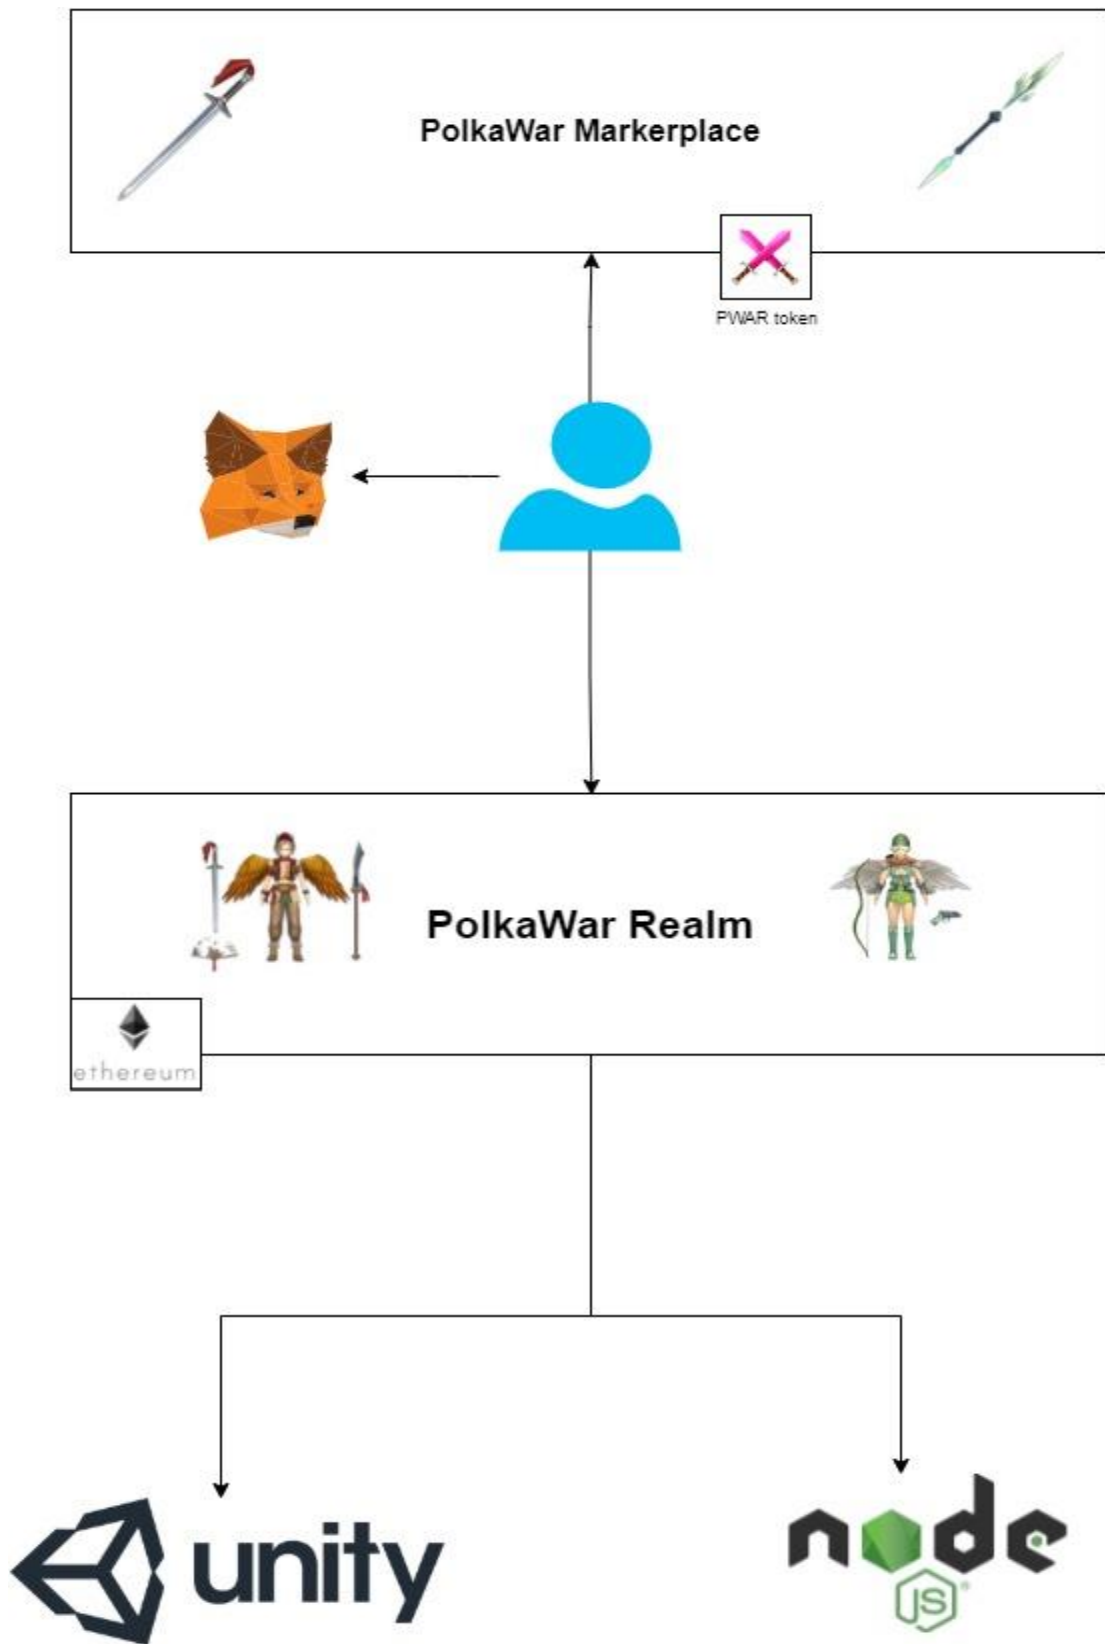 PolkaWar Markerplace
PWAR token
PolkaWar Realm
ethereum
unity
node
JS